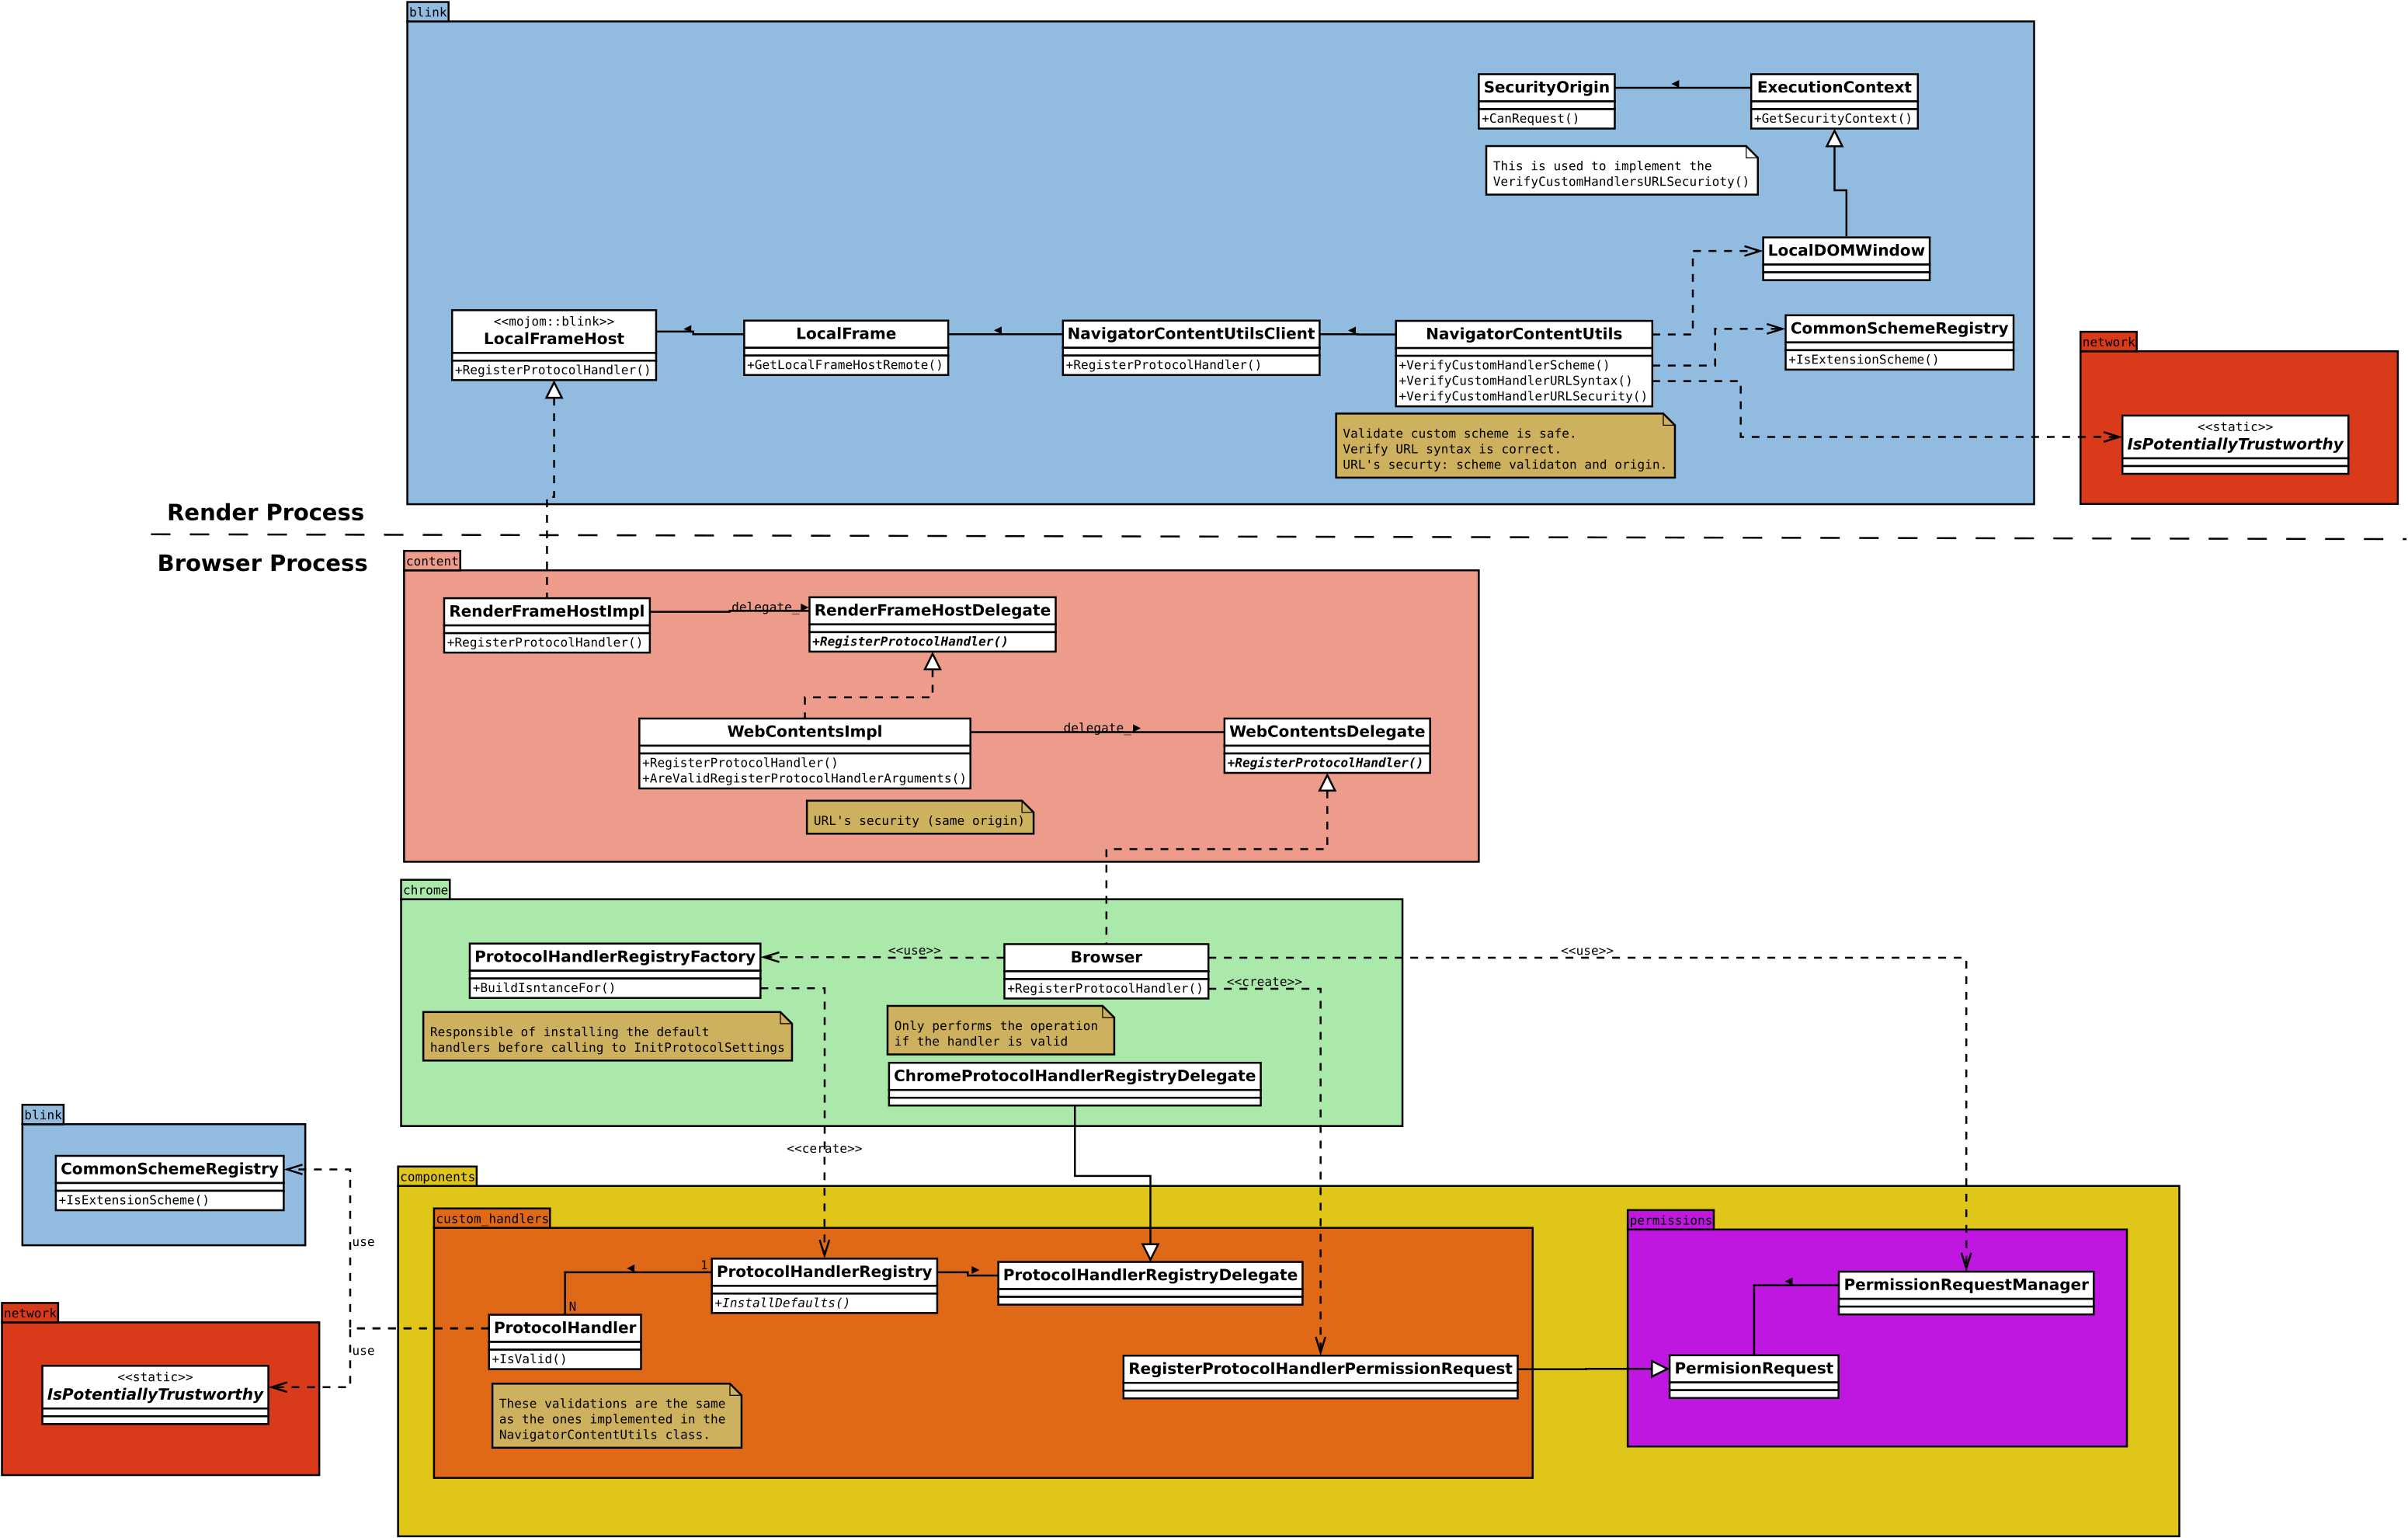 blink
SecurityOrigin
+CanRequest()
ExecutionContext
+GetSecurityContext()
This is used to implement the
VerifyCustomHandlersURLSecurioty()
LocalDOMWindow
<<mojom::blink>>
LocalFrameHost
+RegisterProtocolHandler()
LocalFrame
+GetLocalFrameHostRemote()
NavigatorContentUtilsClient
+RegisterProtocolHandler()
NavigatorContentUtils
+VerifyCustomHandlerScheme()
+VerifyCustomHandlerURLSyntax()
+VerifyCustomHandlerURLSecurity()
CommonSchemeRegistry
+IsExtensionScheme()
Validate custom scheme is safe.
Verify URL syntax is correct.
URL's securty: scheme validaton and origin.
network
<<static>>
IsPotentiallyTrustworthy
Render Process
Browser Process
content
RenderFrameHostImpl
+RegisterProtocolHandler()
delegate_
RenderFrameHostDelegate
+RegisterProtocolHandler()
WebContentsImpl
+RegisterProtocolHandler()
+AreValidRegisterProtocolHandlerArguments()
delegate_
WebContentsDelegate
+RegisterProtocolHandler()
URL's security (same origin)
chrome
ProtocolHandlerRegistryFactory
+BuildIsntanceFor()
<<use>>
Browser
+RegisterProtocolHandler()
<<use>>
<<create>>
Responsible of installing the default
handlers before calling to InitProtocolSettings
Only performs the operation
if the handler is valid
ChromeProtocolHandlerRegistryDelegate
<<cerate>>
blink
CommonSchemeRegistry
+IsExtensionScheme()
use
network
<<static>>
IsPotentiallyTrustworthy
use
components
custom_handlers
1
ProtocolHandlerRegistry
+InstallDefaults()
N
ProtocolHandler
+IsValid()
ProtocolHandlerRegistryDelegate
These validations are the same
as the ones implemented in the
NavigatorContentUtils class.
RegisterProtocolHandlerPermissionRequest
permissions
PermissionRequestManager
PermisionRequest